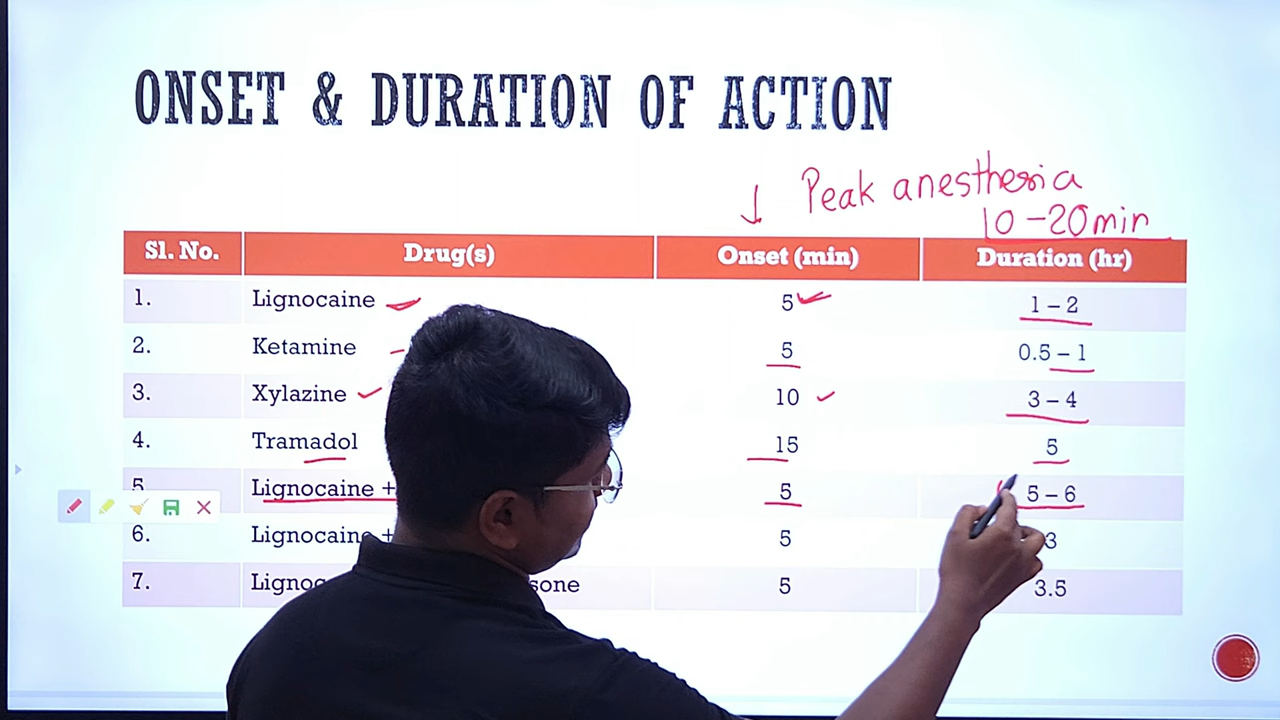 ONSET & DURATION OF ACTION
↓ Peak anesthesia
10-20min
Sl. No. Drug(s) Onset (min) Duration (hr)
1. Lignocaine 5 1 – 2
2. Ketamine 5 0.5 – 1
3. Xylazine 10 3 – 4
4. Tramadol 15 5
5 Lignocaine + 5 5 – 6
6. Lignocaine + 5 3
7. 5 3.5